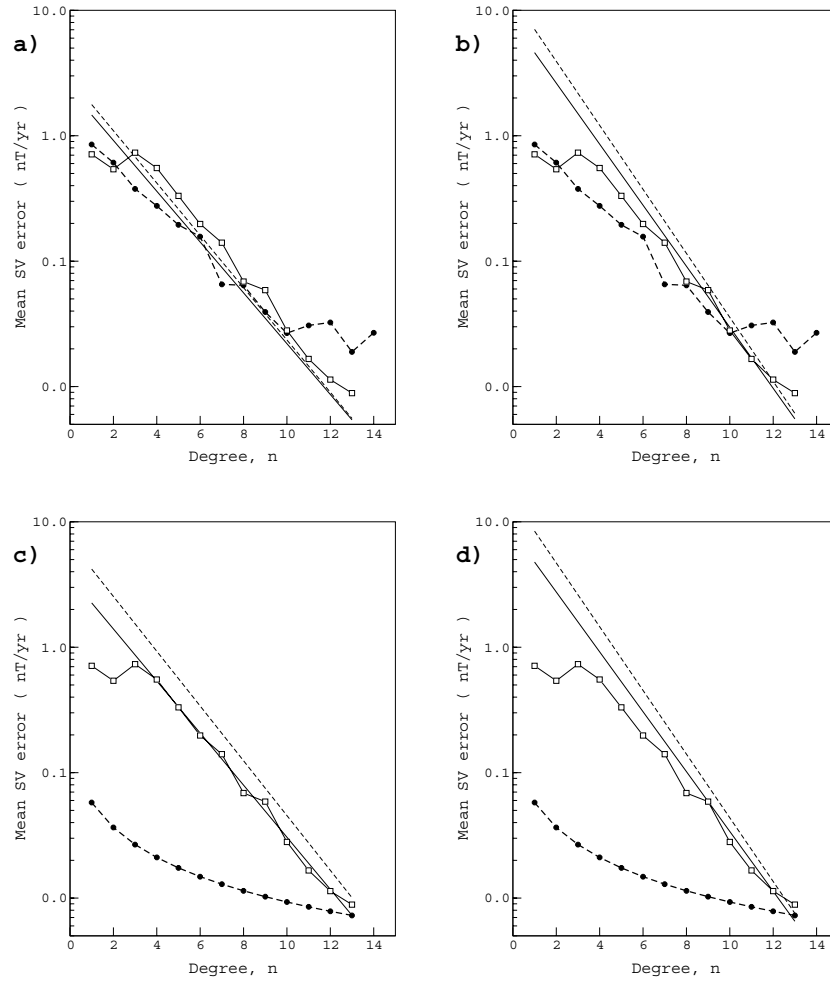 a)
10.0
1.0
0.1
0.0
Mean SV error ( nT/yr )
0 2 4 6 8 10 12 14
Degree, n
b)
10.0
1.0
0.1
0.0
Mean SV error ( nT/yr )
0 2 4 6 8 10 12 14
Degree, n
c)
10.0
1.0
0.1
0.0
Mean SV error ( nT/yr )
0 2 4 6 8 10 12 14
Degree, n
d)
10.0
1.0
0.1
0.0
Mean SV error ( nT/yr )
0 2 4 6 8 10 12 14
Degree, n